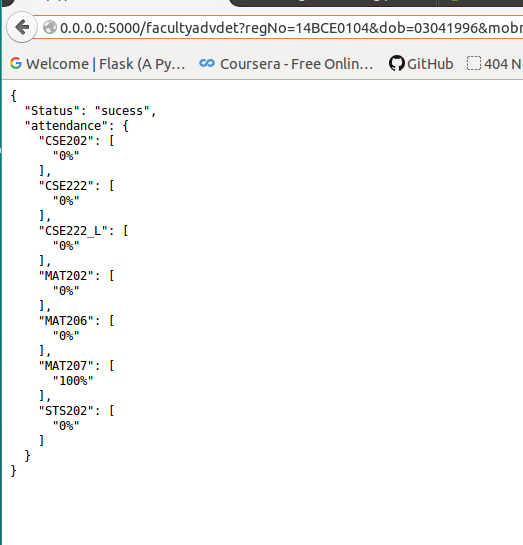 0.0.0.0:5000/facultyadvdet?regNo=14BCE0104&dob=03041996&mobn
Welcome | Flask (A Py… Coursera - Free Onlin… GitHub 404 N
{
"Status": "sucess",
"attendance": {
"CSE202": [
"0%"
],
"CSE222": [
"0%"
],
"CSE222_L": [
"0%"
],
"MAT202": [
"0%"
],
"MAT206": [
"0%"
],
"MAT207": [
"100%"
],
"STS202": [
"0%"
]
}
}